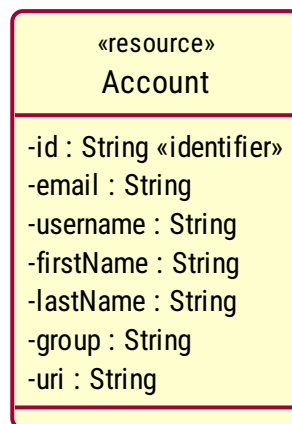 «resource»
Account
-id : String «identifier»
-email : String
-username : String
-firstName : String
-lastName : String
-group : String
-uri : String